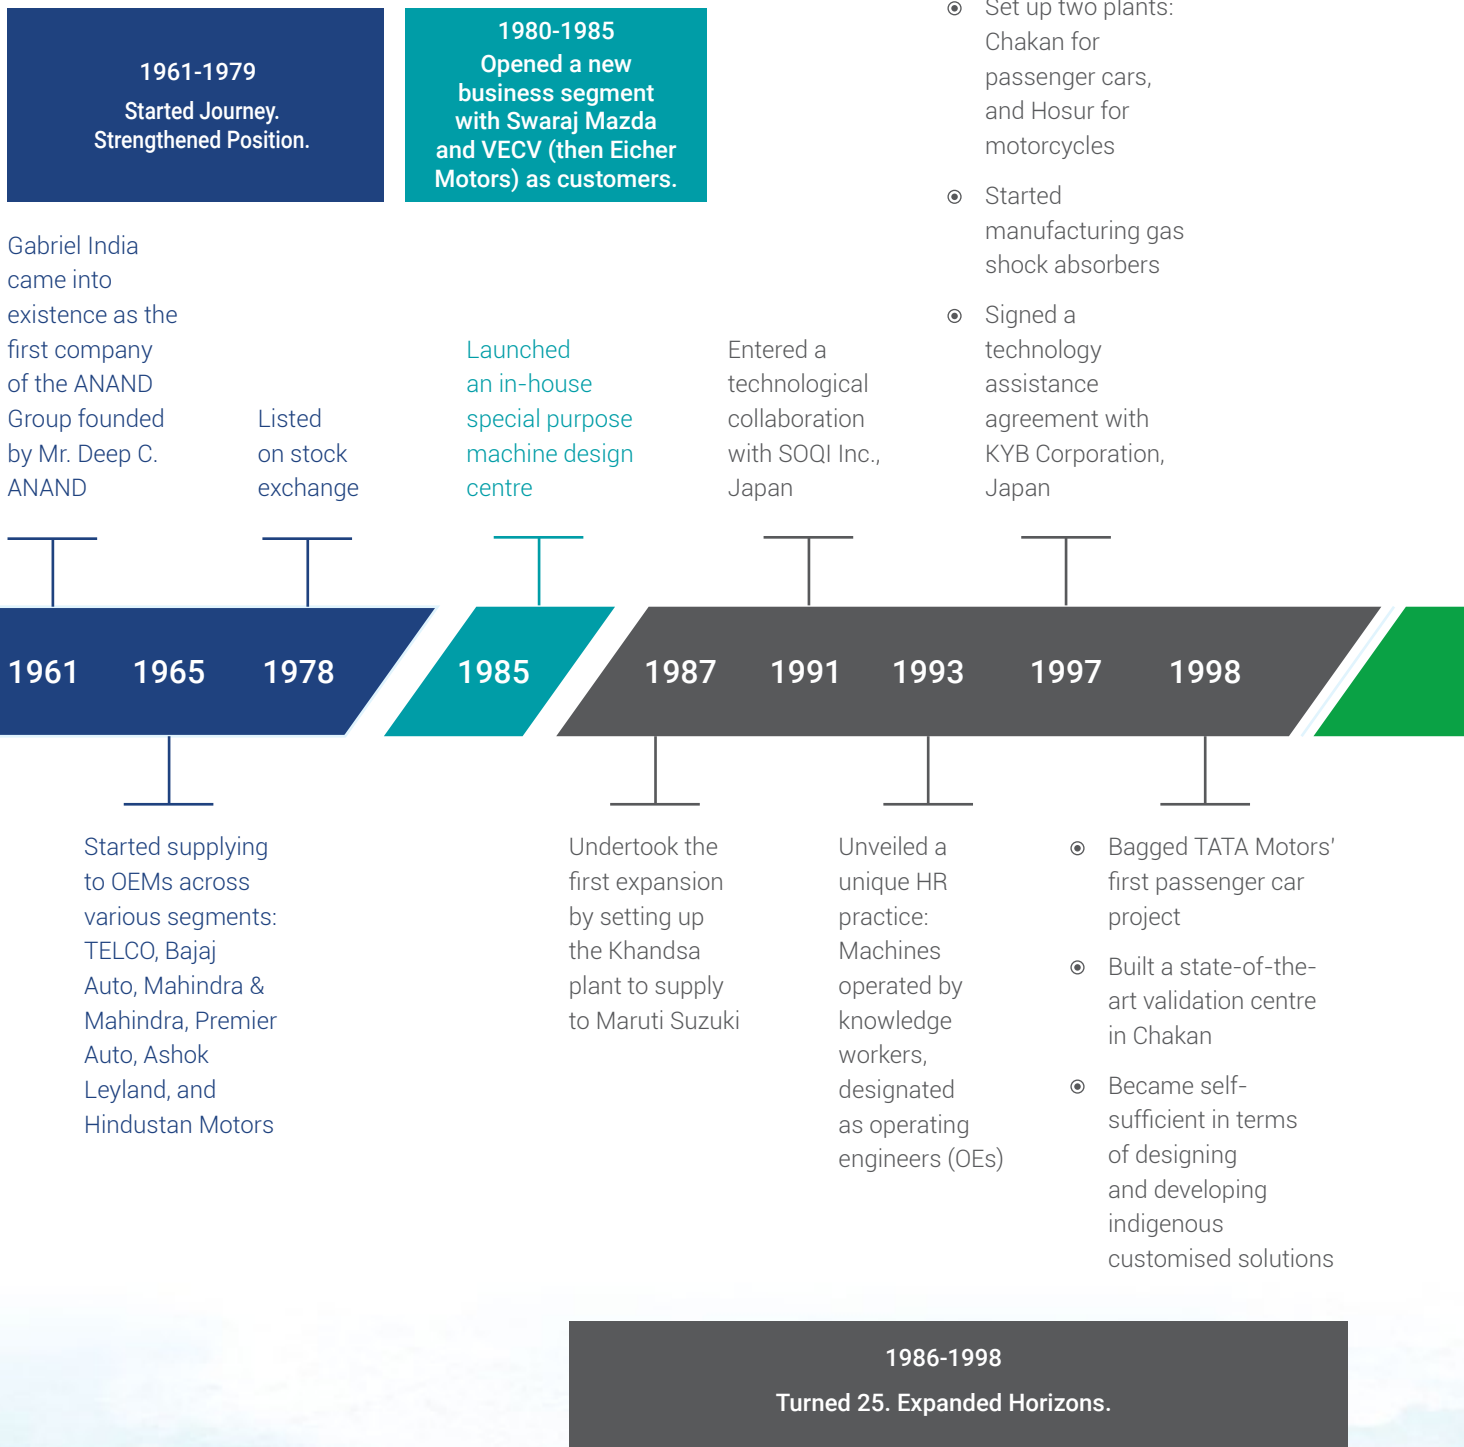 1961-1979
Started Journey.
Strengthened Position.
1980-1985
Opened a new
business segment
with Swaraj Mazda
and VECV (then Eicher
Motors) as customers.
Gabriel India
came into
existence as the
first company
of the ANAND
Group founded
by Mr. Deep C.
ANAND
Listed
on stock
exchange
Launched
an in-house
special purpose
machine design
centre
Entered a
technological
collaboration
with SOQI Inc.,
Japan
Set up two plants:
Chakan for
passenger cars,
and Hosur for
motorcycles
Started
manufacturing gas
shock absorbers
Signed a
technology
assistance
agreement with
KYB Corporation,
Japan
1961 1965 1978 1985 1987 1991 1993 1997 1998
Started supplying
to OEMs across
various segments:
TELCO, Bajaj
Auto, Mahindra &
Mahindra, Premier
Auto, Ashok
Leyland, and
Hindustan Motors
Undertook the
first expansion
by setting up
the Khandsa
plant to supply
to Maruti Suzuki
Unveiled a
unique HR
practice:
Machines
operated by
knowledge
workers,
designated
as operating
engineers (OEs)
Bagged TATA Motors'
first passenger car
project
Built a state-of-the-
art validation centre
in Chakan
Became self-
sufficient in terms
of designing
and developing
indigenous
customised solutions
1986-1998
Turned 25. Expanded Horizons.